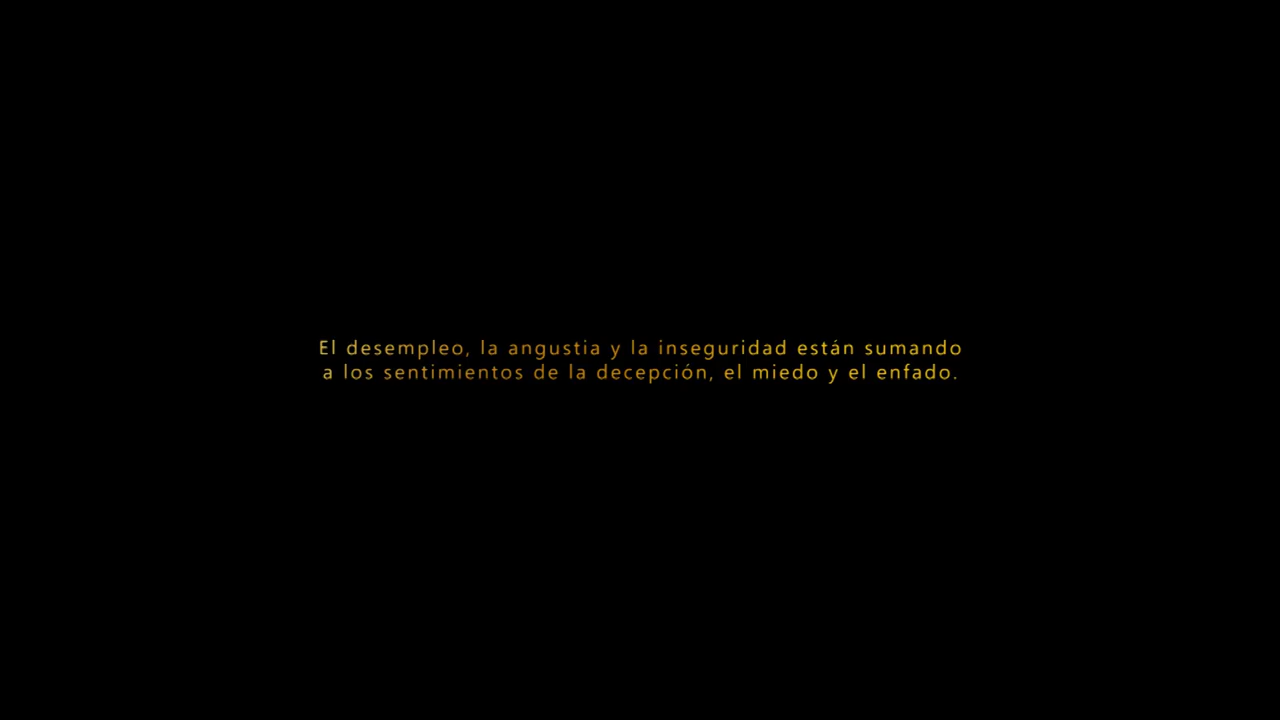 El desempleo, la angustia y la inseguridad están sumando
a los sentimientos de la decepción, el miedo y el enfado.